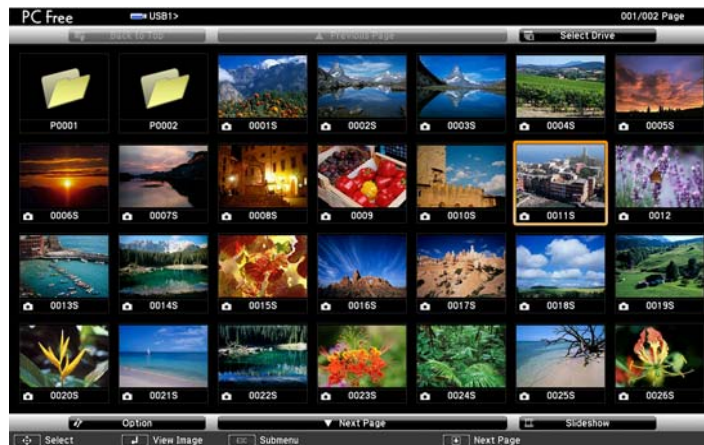 PC Free USB1> 001/002 Page
Back to Top Previous Page Select Drive
P0001 P0002 0001S 0002S 0003S 0004S 0005S
0006S 0007S 0008S 0009 0010S 0011S 0012
0013S 0014S 0015S 0016S 0017S 0018S 0019S
0020S 0021S 0022S 0023S 0024S 0025S 0026S
Option Next Page Slideshow
Select View Image Esc Submenu Next Page